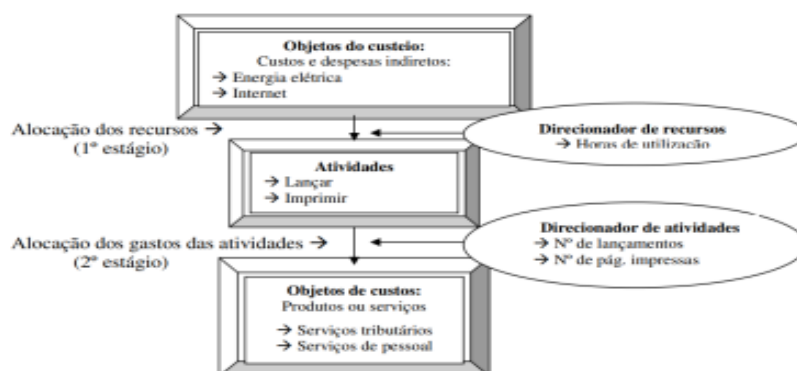 Objetos do custeio:
Custos e despesas indiretos:
→ Energia elétrica
→ Internet
Alocação dos recursos →
(1º estágio)
Direcionador de recursos
→ Horas de utilização
Atividades
→ Lançar
→ Imprimir
Direcionador de atividades
→ Nº de lançamentos
→ Nº de pág. impressas
Alocação dos gastos das atividades →
(2º estágio)
Objetos de custos:
Produtos ou serviços
→ Serviços tributários
→ Serviços de pessoal